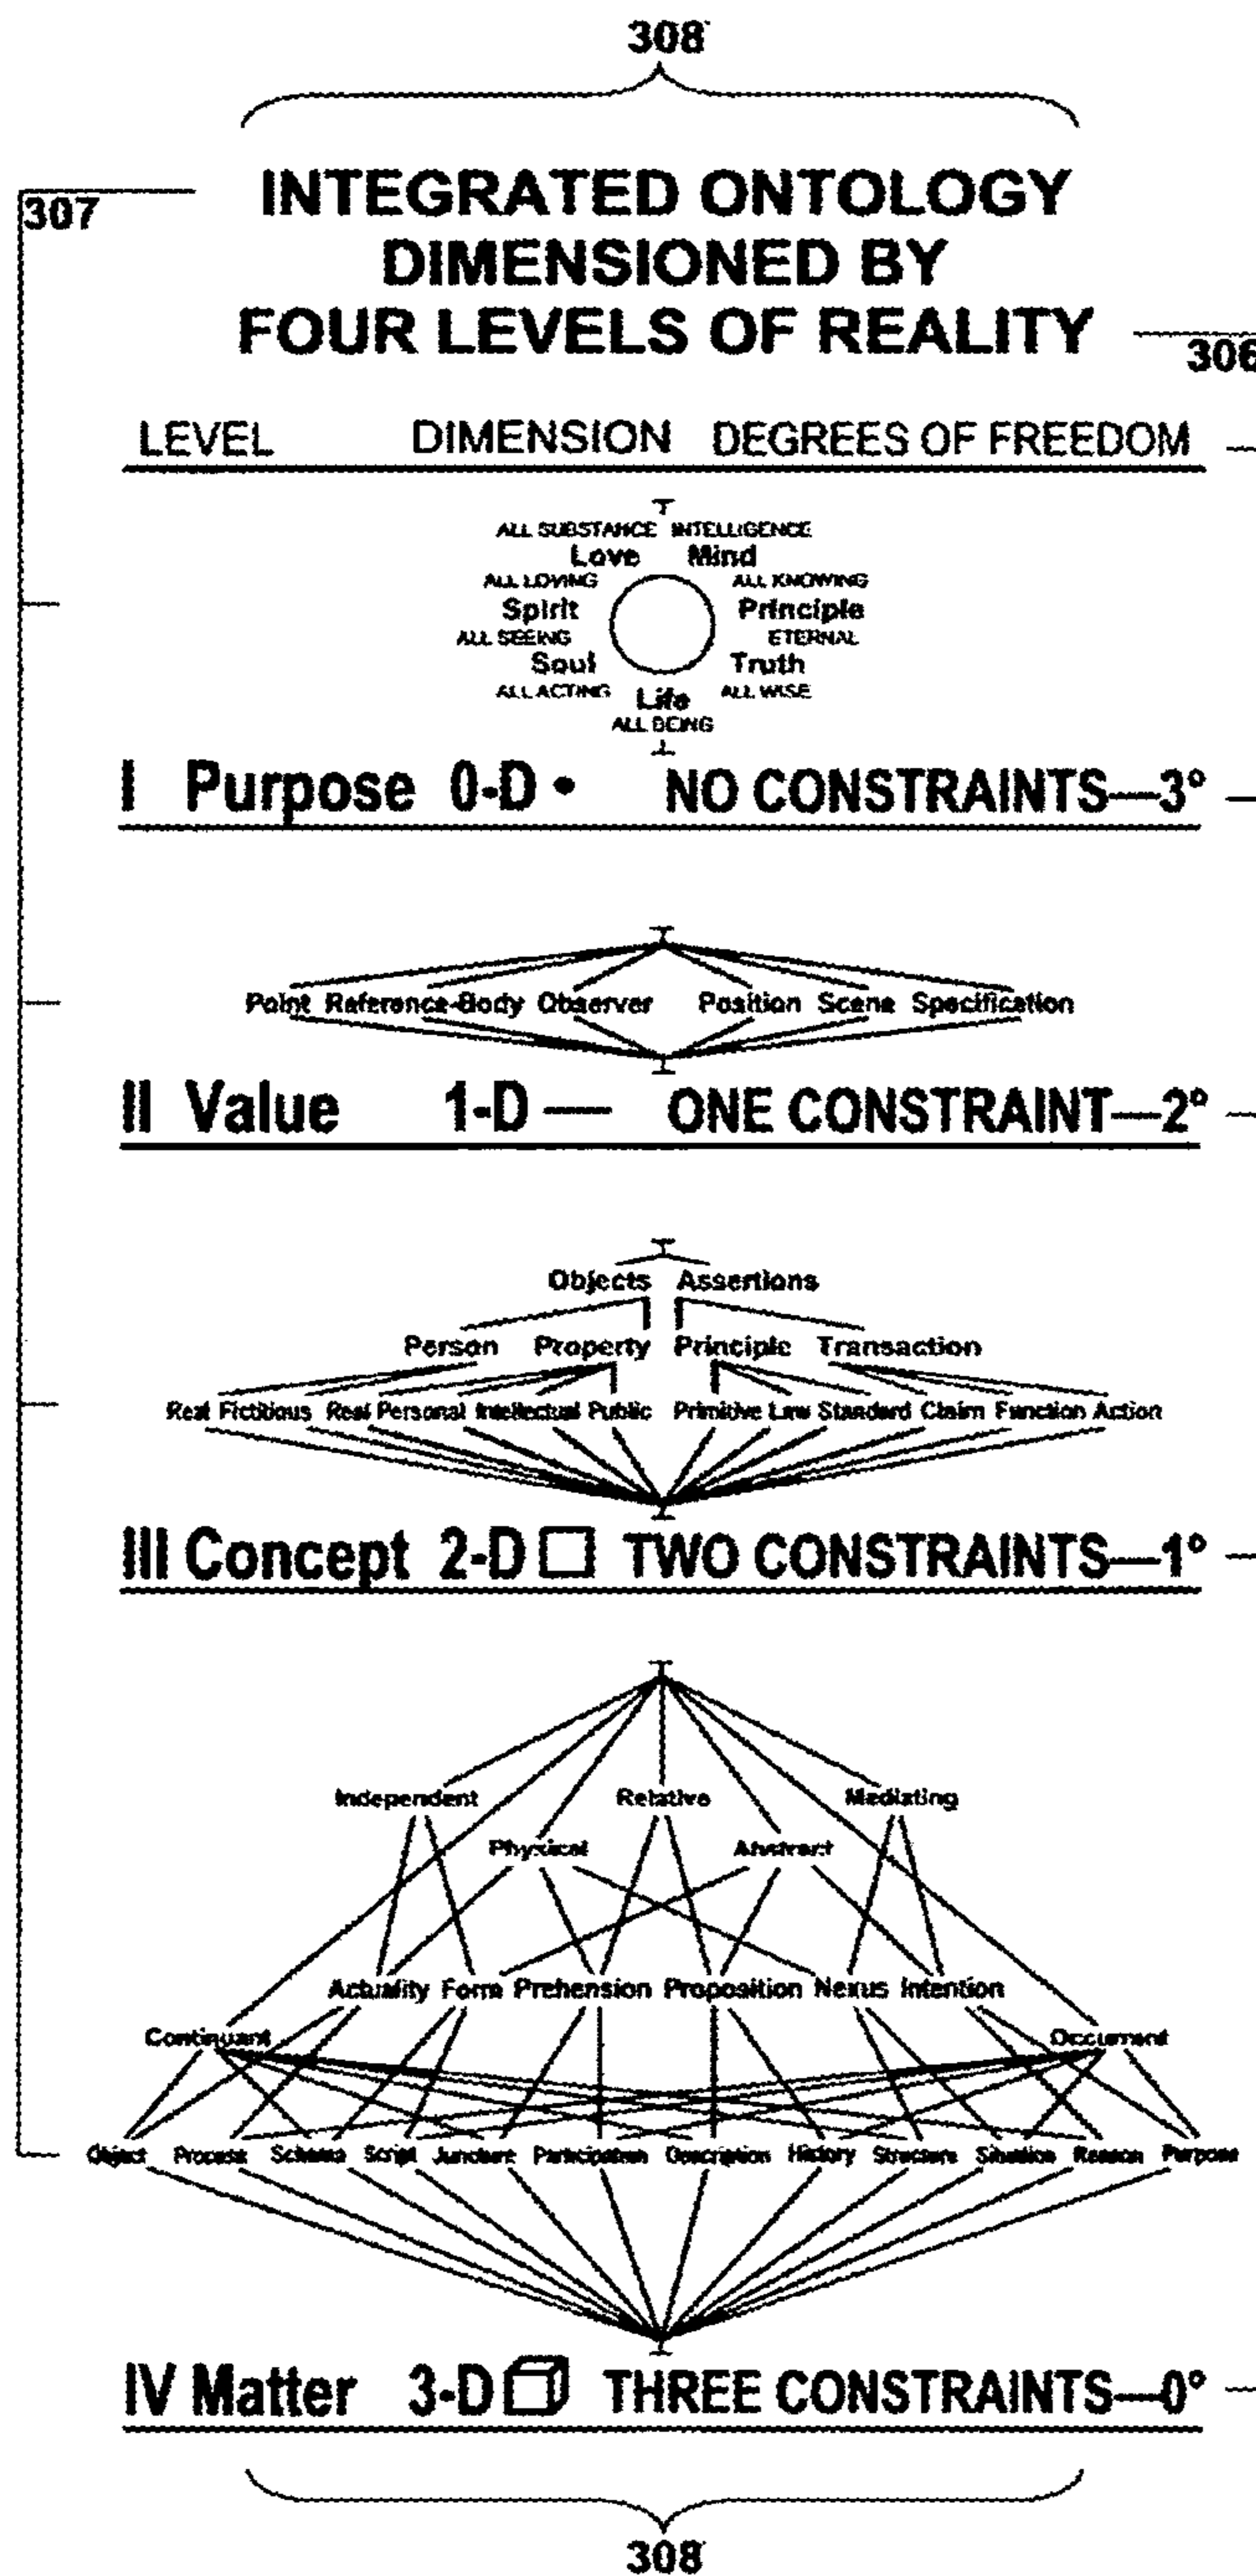 308
307
INTEGRATED ONTOLOGY
DIMENSIONED BY
FOUR LEVELS OF REALITY
306
LEVEL DIMENSION DEGREES OF FREEDOM
T
ALL SUBSTANCE INTELLIGENCE
Love Mind
ALL LOVING ALL KNOWING
Spirit Principle
ALL SEEING ETERNAL
Soul Truth
ALL ACTING Life ALL WISE
ALL BEING
⊥
I Purpose 0-D • NO CONSTRAINTS—3°
T
Point Reference-Body Observer Position Scene Specification
⊥
II Value 1-D — ONE CONSTRAINT—2°
T
Objects Assertions
Person Property Principle Transaction
Real Fictitious Real Personal Intellectual Public Primitive Law Standard Claim Function Action
⊥
III Concept 2-D □ TWO CONSTRAINTS—1°
T
Independent Relative Mediating
Physical Abstract
Actuality Form Prehension Proposition Nexus Intention
Continuant Occurrent
Object Process Schema Script Juncture Participation Description History Structure Situation Reason Purpose
⊥
IV Matter 3-D THREE CONSTRAINTS—0°
308